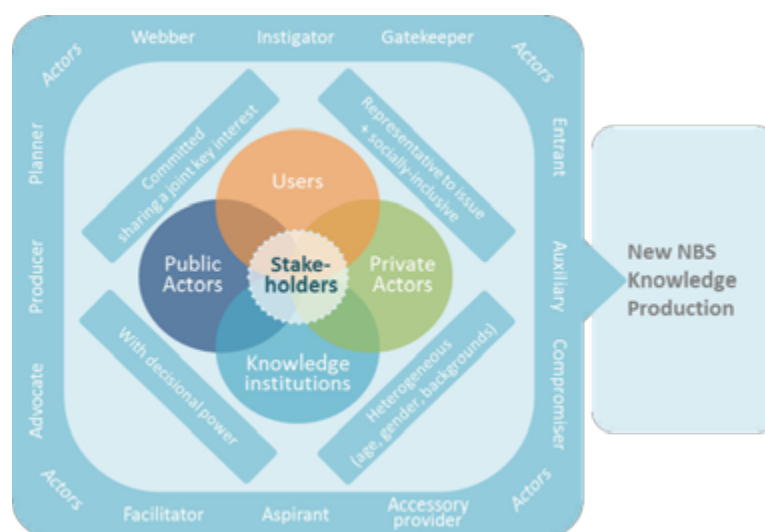 Webber
Instigator
Gatekeeper
Actors
Actors
Planner
Producer
Advocate
Entrant
Auxiliary
Compromiser
Committed
sharing a joint key interest
Representative to issue
+ socially-inclusive
Users
Public
Actors
Stake-
holders
Private
Actors
Knowledge
institutions
With decisional power
Heterogeneous
(age, gender, backgrounds)
Actors
Actors
Facilitator
Aspirant
Accessory
provider
New NBS
Knowledge
Production